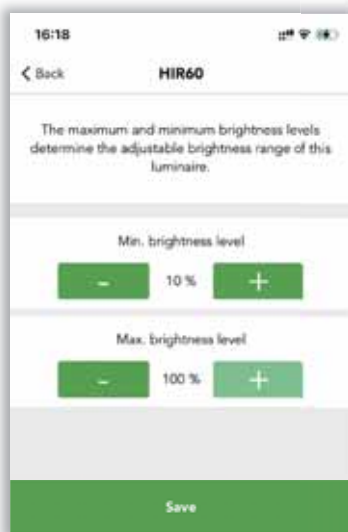 16:18
Back HIR60
The maximum and minimum brightness levels
determine the adjustable brightness range of this
luminaire.
Min. brightness level
- 10 % +
Max. brightness level
- 100 % +
Save